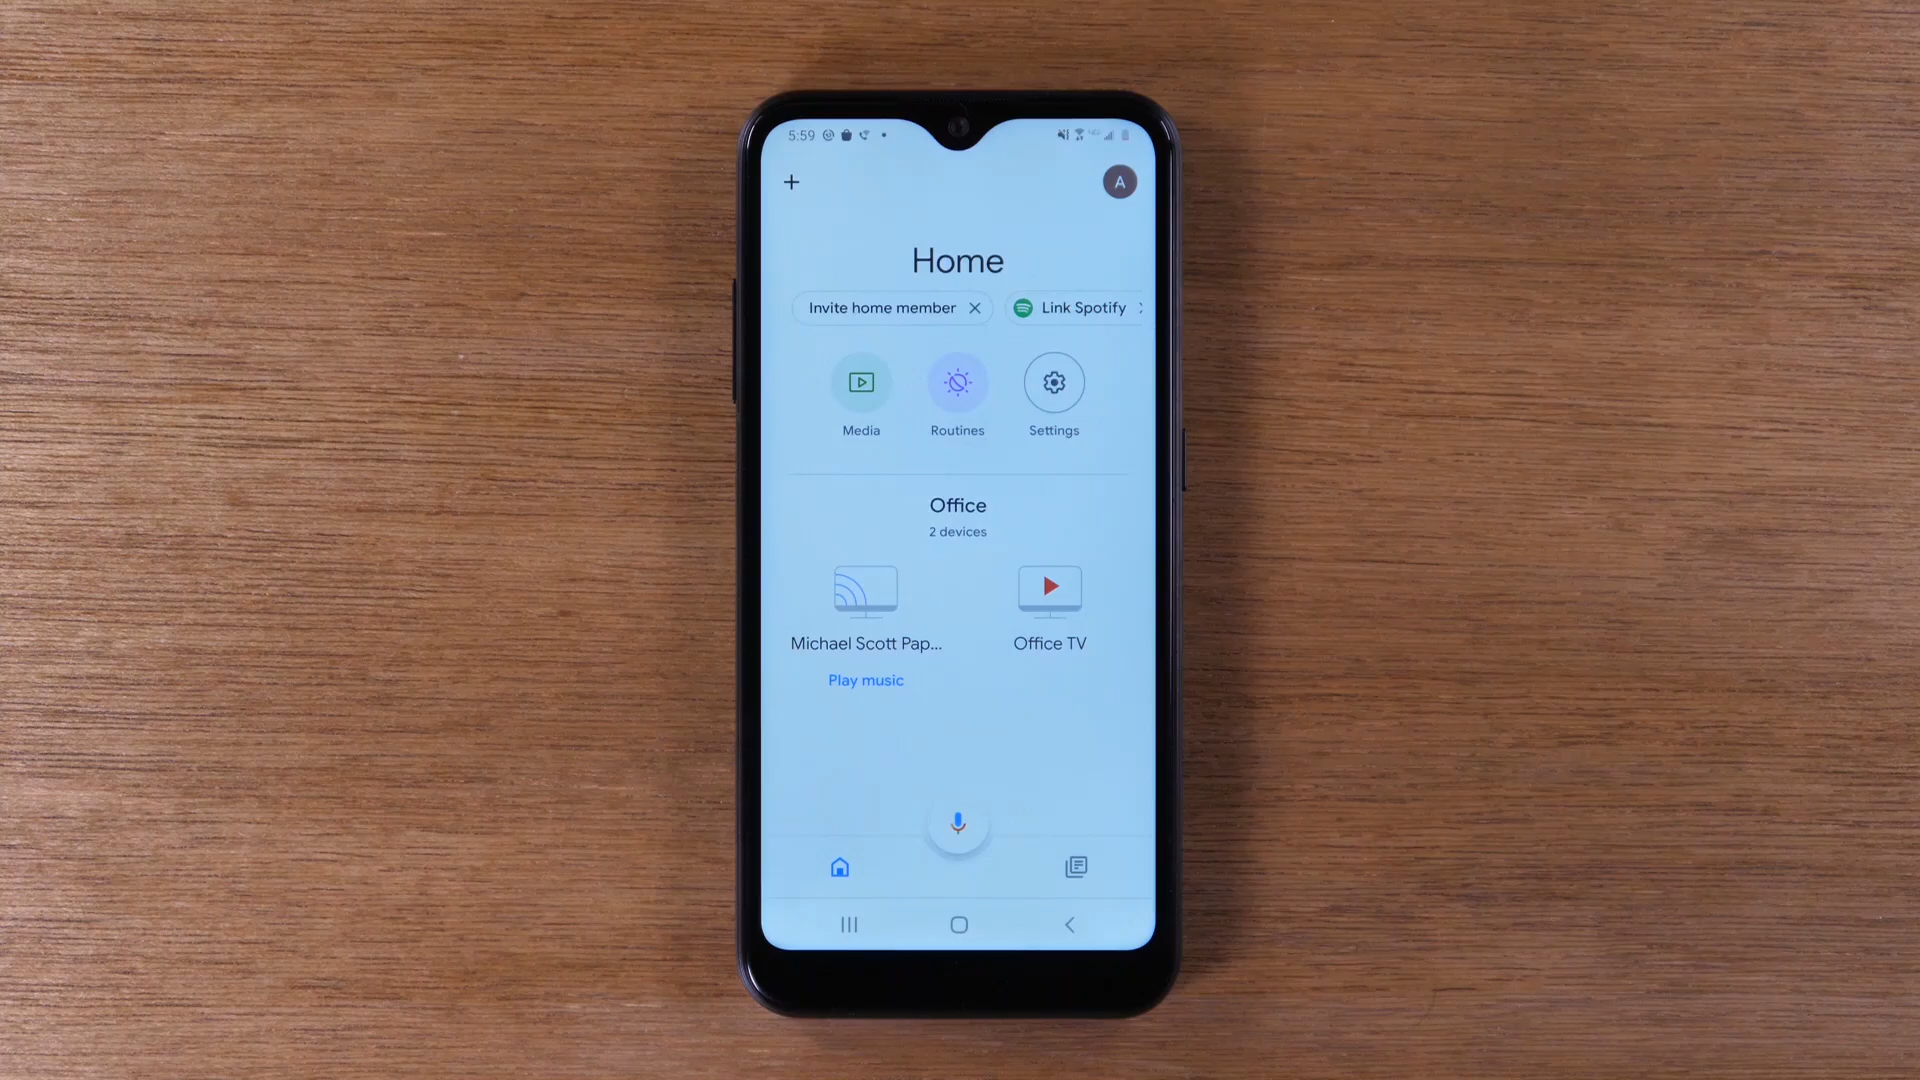 5:59
A
Home
Invite home member
Link Spotify
Media
Routines
Settings
Office
2 devices
Michael Scott Pap...
Office TV
Play music